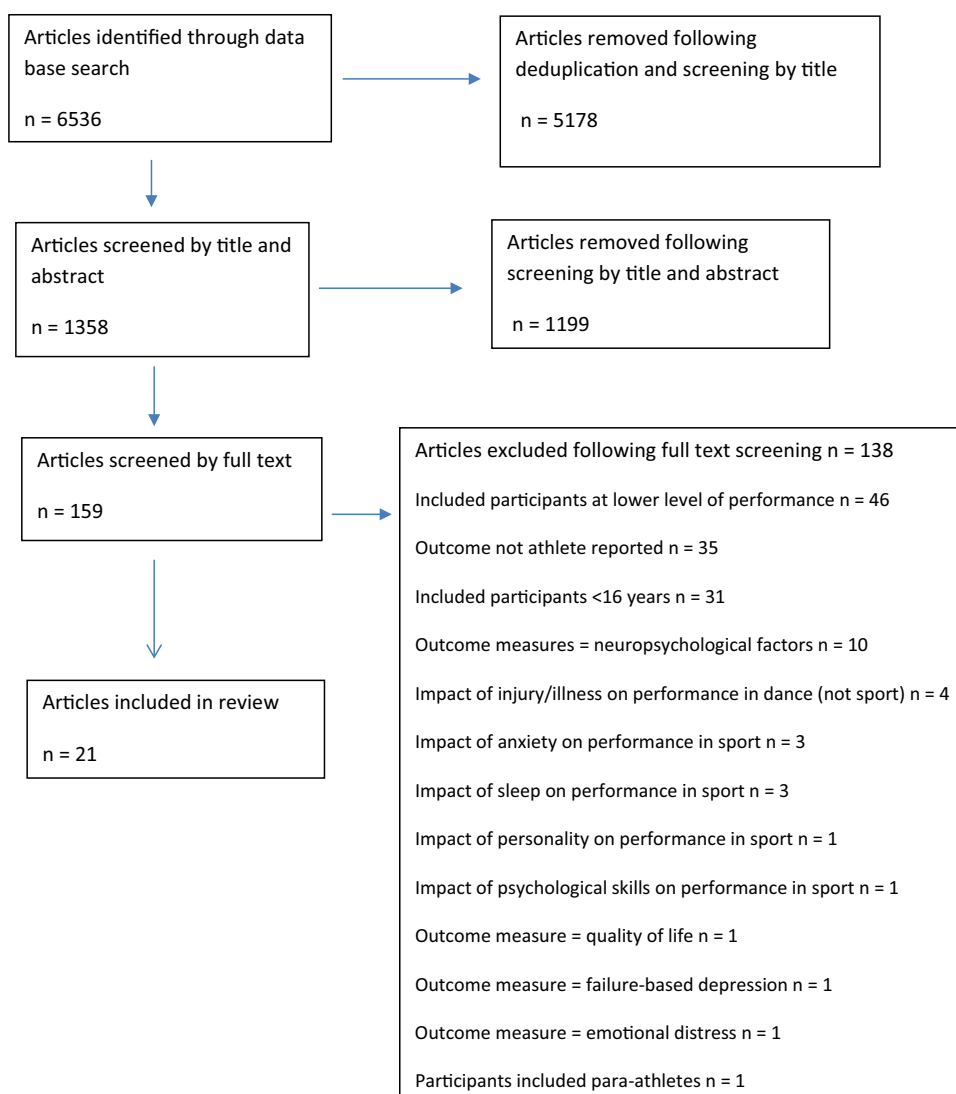 Articles identified through data
base search
n = 6536
Articles removed following
deduplication and screening by title
n = 5178
Articles screened by title and
abstract
n = 1358
Articles removed following
screening by title and abstract
n = 1199
Articles screened by full text
n = 159
Articles excluded following full text screening n = 138
Included participants at lower level of performance n = 46
Outcome not athlete reported n = 35
Included participants <16 years n = 31
Outcome measures = neuropsychological factors n = 10
Impact of injury/illness on performance in dance (not sport) n = 4
Impact of anxiety on performance in sport n = 3
Impact of sleep on performance in sport n = 3
Impact of personality on performance in sport n = 1
Impact of psychological skills on performance in sport n = 1
Outcome measure = quality of life n = 1
Outcome measure = failure-based depression n = 1
Outcome measure = emotional distress n = 1
Participants included para-athletes n = 1
Articles included in review
n = 21